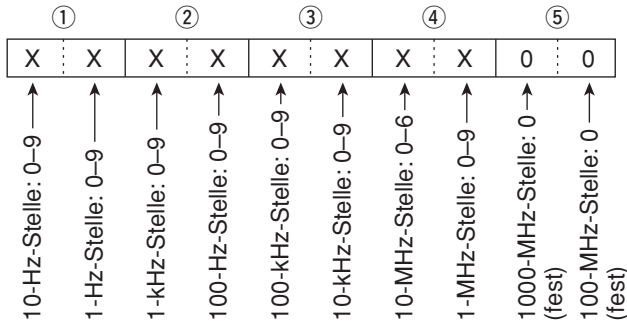 ① ② ③ ④ ⑤
X X X X X X X X 0 0
10-Hz-Stelle: 0–9
1-Hz-Stelle: 0–9
1-kHz-Stelle: 0–9
100-Hz-Stelle: 0–9
100-kHz-Stelle: 0–9
10-kHz-Stelle: 0–9
10-MHz-Stelle: 0–6
1-MHz-Stelle: 0–9
1000-MHz-Stelle: 0
(fest)
100-MHz-Stelle: 0
(fest)